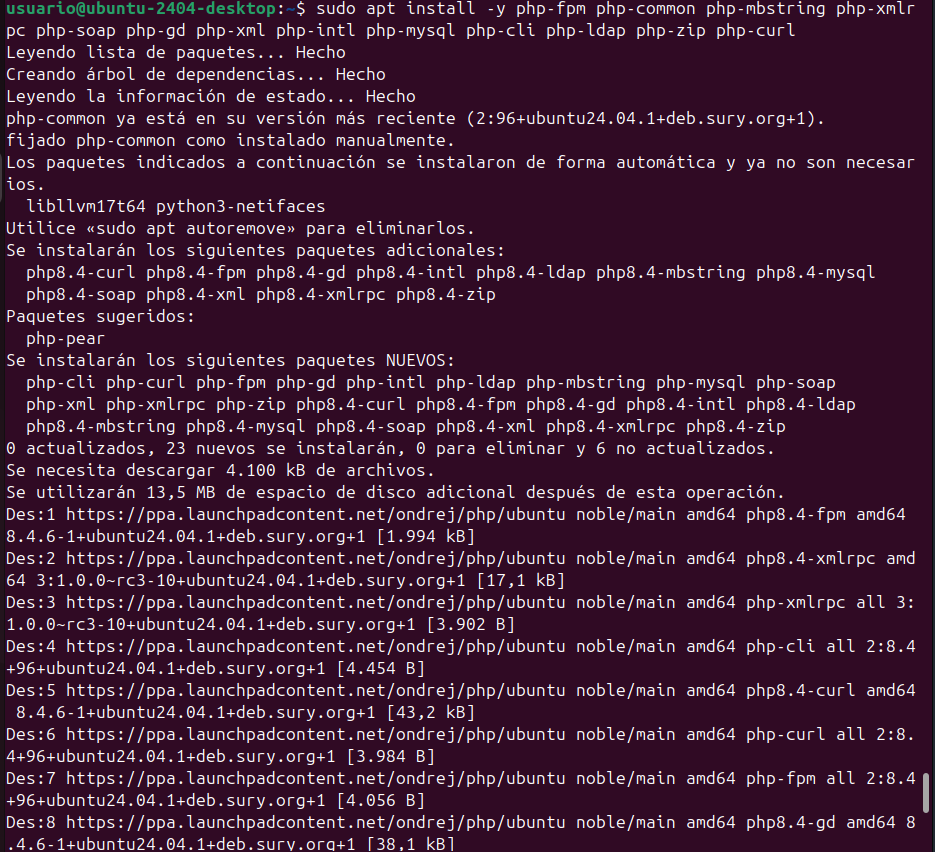 usuario@ubuntu-2404-desktop:~$ sudo apt install -y php-fpm php-common php-mbstring php-xmlr
pc php-soap php-gd php-xml php-intl php-mysql php-cli php-ldap php-zip php-curl
Leyendo lista de paquetes... Hecho
Creando árbol de dependencias... Hecho
Leyendo la información de estado... Hecho
php-common ya está en su versión más reciente (2:96+ubuntu24.04.1+deb.sury.org+1).
fijado php-common como instalado manualmente.
Los paquetes indicados a continuación se instalaron de forma automática y ya no son necesar
ios.
  libllvm17t64 python3-netifaces
Utilice «sudo apt autoremove» para eliminarlos.
Se instalarán los siguientes paquetes adicionales:
  php8.4-curl php8.4-fpm php8.4-gd php8.4-intl php8.4-ldap php8.4-mbstring php8.4-mysql
  php8.4-soap php8.4-xml php8.4-xmlrpc php8.4-zip
Paquetes sugeridos:
  php-pear
Se instalarán los siguientes paquetes NUEVOS:
  php-cli php-curl php-fpm php-gd php-intl php-ldap php-mbstring php-mysql php-soap
  php-xml php-xmlrpc php-zip php8.4-curl php8.4-fpm php8.4-gd php8.4-intl php8.4-ldap
  php8.4-mbstring php8.4-mysql php8.4-soap php8.4-xml php8.4-xmlrpc php8.4-zip
0 actualizados, 23 nuevos se instalarán, 0 para eliminar y 6 no actualizados.
Se necesita descargar 4.100 kB de archivos.
Se utilizarán 13,5 MB de espacio de disco adicional después de esta operación.
Des:1 https://ppa.launchpadcontent.net/ondrej/php/ubuntu noble/main amd64 php8.4-fpm amd64
8.4.6-1+ubuntu24.04.1+deb.sury.org+1 [1.994 kB]
Des:2 https://ppa.launchpadcontent.net/ondrej/php/ubuntu noble/main amd64 php8.4-xmlrpc amd
64 3:1.0.0~rc3-10+ubuntu24.04.1+deb.sury.org+1 [17,1 kB]
Des:3 https://ppa.launchpadcontent.net/ondrej/php/ubuntu noble/main amd64 php-xmlrpc all 3:
1.0.0~rc3-10+ubuntu24.04.1+deb.sury.org+1 [3.902 B]
Des:4 https://ppa.launchpadcontent.net/ondrej/php/ubuntu noble/main amd64 php-cli all 2:8.4
+96+ubuntu24.04.1+deb.sury.org+1 [4.454 B]
Des:5 https://ppa.launchpadcontent.net/ondrej/php/ubuntu noble/main amd64 php8.4-curl amd64
 8.4.6-1+ubuntu24.04.1+deb.sury.org+1 [43,2 kB]
Des:6 https://ppa.launchpadcontent.net/ondrej/php/ubuntu noble/main amd64 php-curl all 2:8.
4+96+ubuntu24.04.1+deb.sury.org+1 [3.984 B]
Des:7 https://ppa.launchpadcontent.net/ondrej/php/ubuntu noble/main amd64 php-fpm all 2:8.4
+96+ubuntu24.04.1+deb.sury.org+1 [4.056 B]
Des:8 https://ppa.launchpadcontent.net/ondrej/php/ubuntu noble/main amd64 php8.4-gd amd64 8
.4.6-1+ubuntu24.04.1+deb.sury.org+1 [38,1 kB]